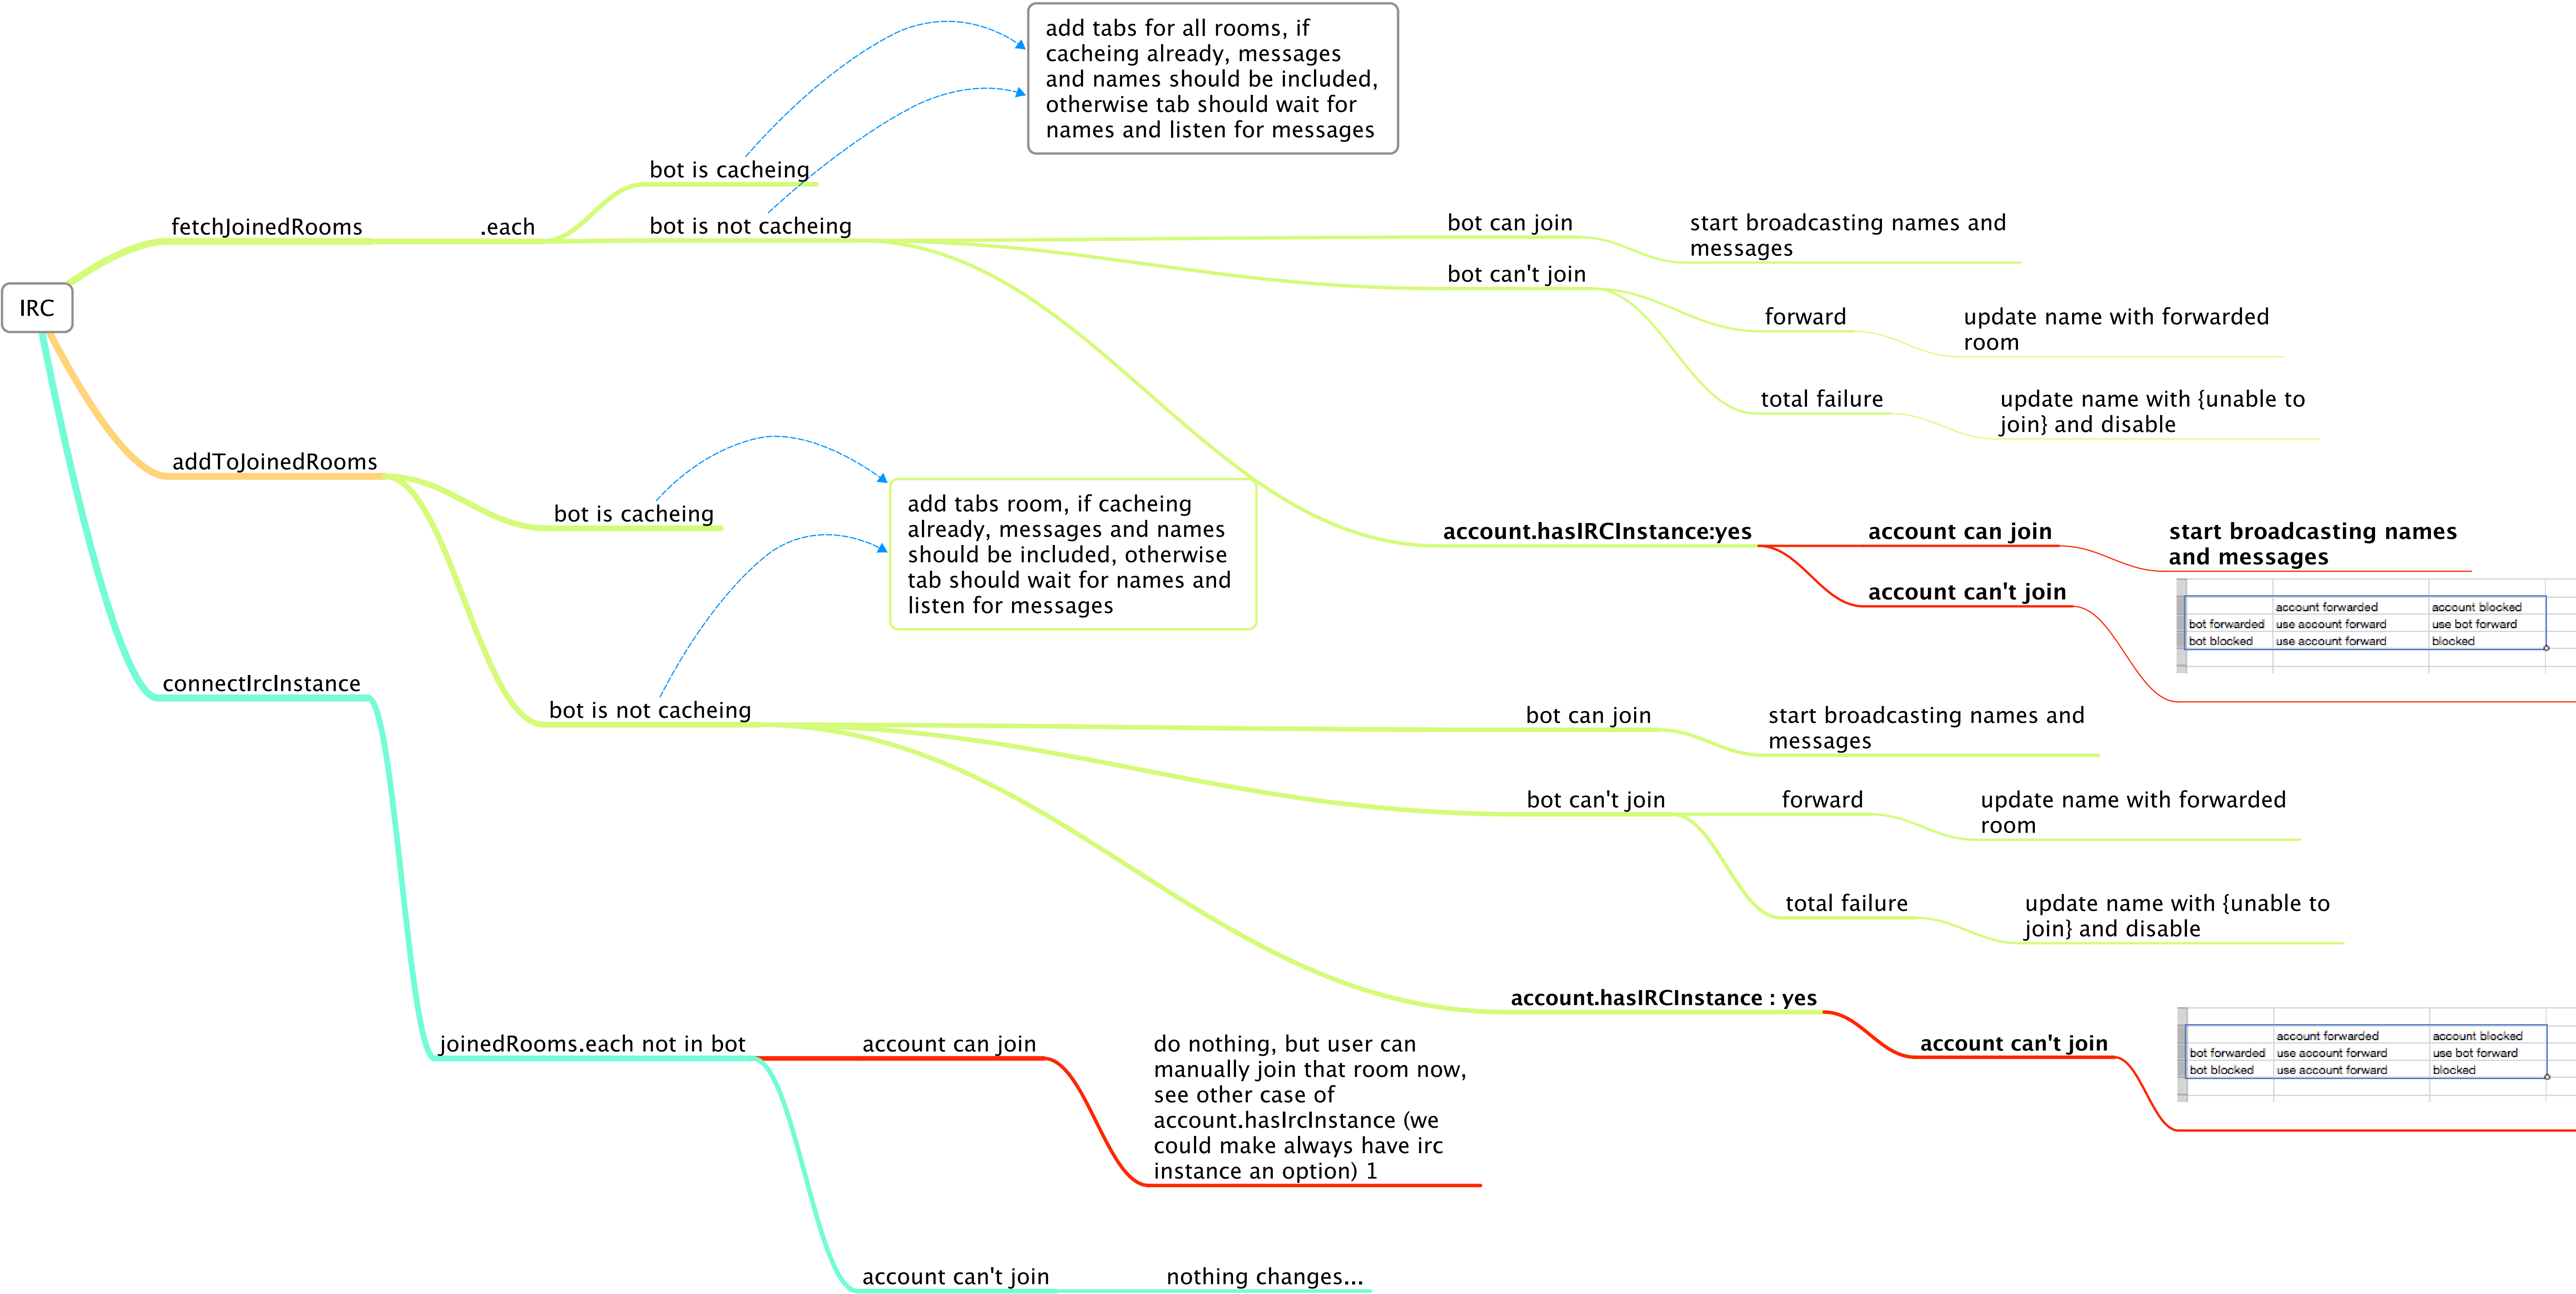 add tabs for all rooms, if
cacheing already, messages
and names should be included,
otherwise tab should wait for
names and listen for messages
bot is cacheing
fetchJoinedRooms
.each
bot is not cacheing
bot can join
start broadcasting names and
messages
bot can't join
IRC
forward
update name with forwarded
room
total failure
update name with {unable to
join} and disable
addToJoinedRooms
bot is cacheing
add tabs room, if cacheing
already, messages and names
should be included, otherwise
tab should wait for names and
listen for messages
account.hasIRCInstance:yes
account can join
start broadcasting names
and messages
account can't join
account forwarded account blocked
bot forwarded use account forward use bot forward
bot blocked use account forward blocked
connectIrcInstance
bot is not cacheing
bot can join
start broadcasting names and
messages
bot can't join
forward
update name with forwarded
room
total failure
update name with {unable to
join} and disable
account.hasIRCInstance : yes
account can't join
account forwarded account blocked
bot forwarded use account forward use bot forward
bot blocked use account forward blocked
joinedRooms.each not in bot
account can join
do nothing, but user can
manually join that room now,
see other case of
account.hasIrcInstance (we
could make always have irc
instance an option) 1
account can't join
nothing changes...